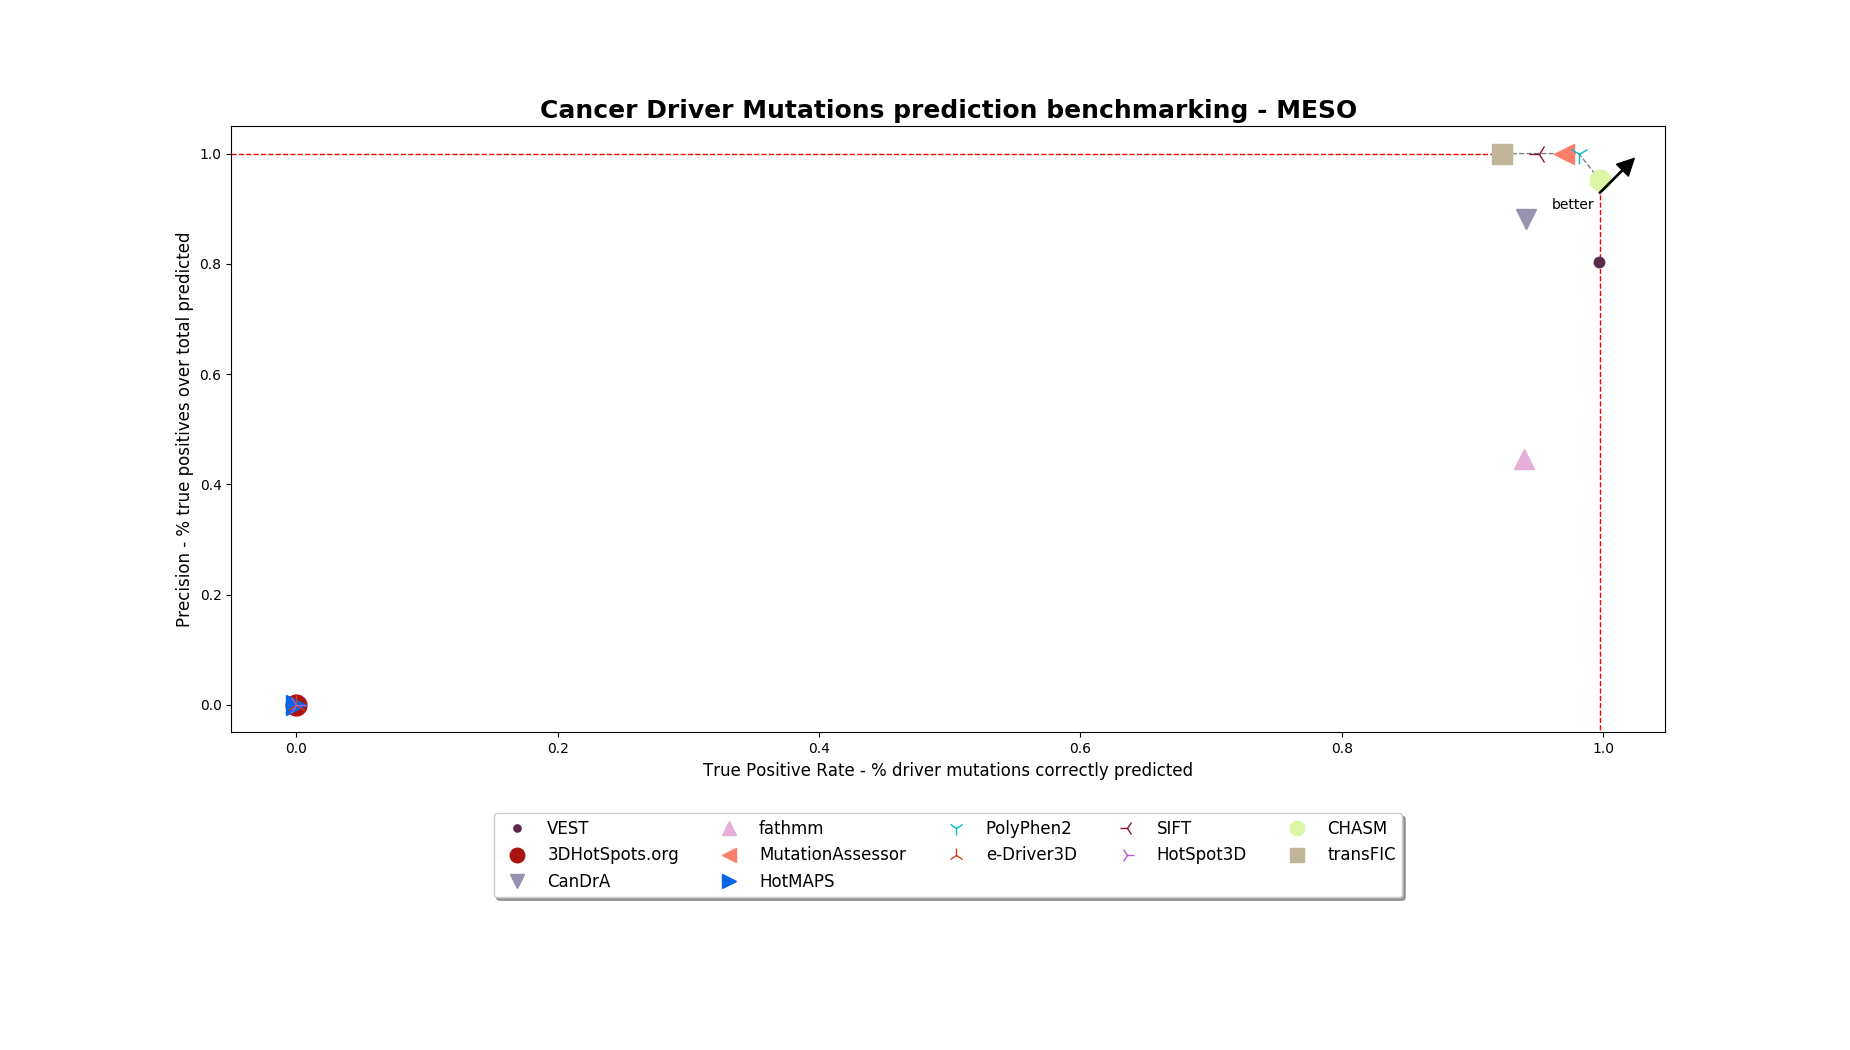 Cancer Driver Mutations prediction benchmarking - MESO
Precision - % true positives over total predicted
1.0
0.8
0.6
0.4
0.2
0.0
better
0.0
0.2
0.4
0.6
0.8
1.0
True Positive Rate - % driver mutations correctly predicted
VEST
3DHotSpots.org
CanDrA
fathmm
MutationAssessor
HotMAPS
PolyPhen2
e-Driver3D
SIFT
HotSpot3D
CHASM
transFIC